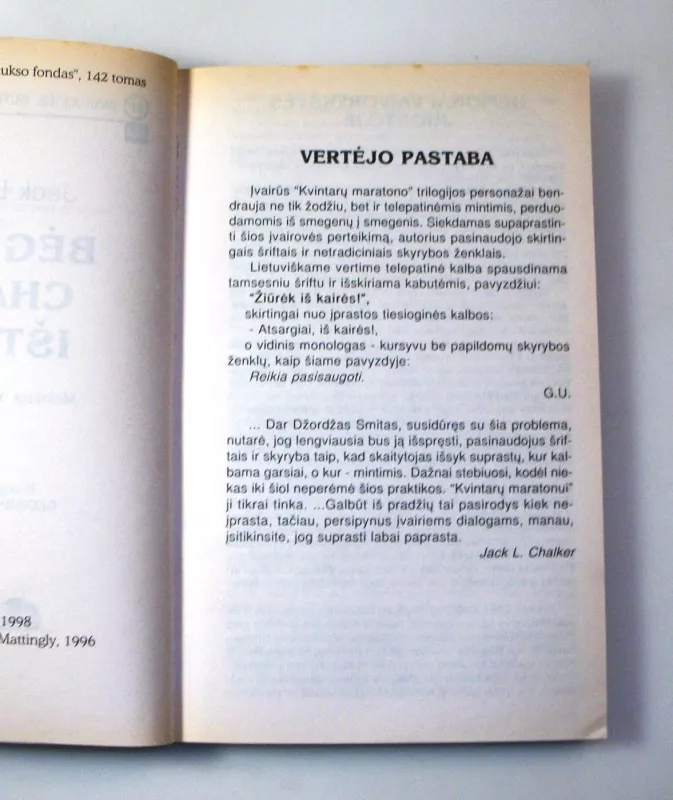 ukso fondas", 142 tomas
1998
Mattingly, 1996
VERTĖJO PASTABA
Įvairūs "Kvintarų maratono" trilogijos personažai ben-
drauja ne tik žodžiu, bet ir telepatinėmis mintimis, perduo-
damomis iš smegenų į smegenis. Siekdamas supaprastin-
ti šios įvairovės perteikimą, autorius pasinaudojo skirtin-
gais šriftais ir netradiciniais skyrybos ženklais.
Lietuviškame vertime telepatinė kalba spausdinama
tamsesniu šriftu ir išskiriama kabutėmis, pavyzdžiui:
"Žiūrėk iš kairės!",
skirtingai nuo įprastos tiesioginės kalbos:
- Atsargiai, iš kairės!,
o vidinis monologas - kursyvu be papildomų skyrybos
ženklų, kaip šiame pavyzdyje:
Reikia pasisaugoti.
G.U.
... Dar Džordžas Smitas, susidūręs su šia problema,
nutarė, jog lengviausia bus ją išspręsti, pasinaudojus šrif-
tais ir skyryba taip, kad skaitytojas išsyk suprastų, kur kal-
bama garsiai, o kur - mintimis. Dažnai stebiuosi, kodėl nie-
kas iki šiol neperėmė šios praktikos. "Kvintarų maratonui"
ji tikrai tinka. ...Galbūt iš pradžių tai pasirodys kiek ne-
įprasta, tačiau, persipynus įvairiems dialogams, manau,
įsitikinsite, jog suprasti labai paprasta.
Jack L. Chalker